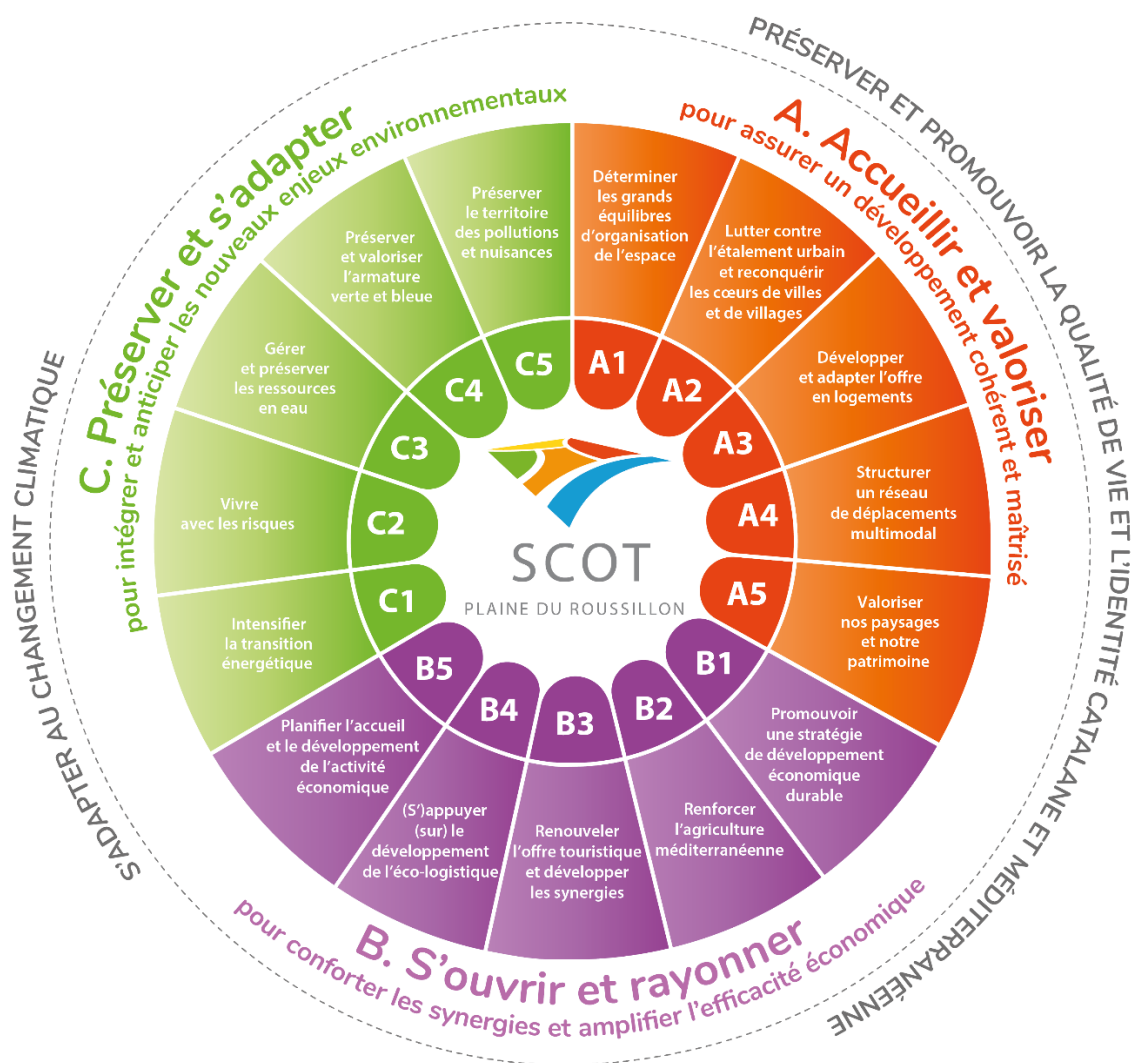 PRÉSERVER ET PROMOUVOIR LA QUALITÉ DE VIE ET L'IDENTITÉ CATALANE ET MÉDITERRANÉENNE
S'ADAPTER AU CHANGEMENT CLIMATIQUE
A. Accueillir et valoriser
pour assurer un développement cohérent et maîtrisé
A1
Déterminer
les grands
équilibres
d'organisation
de l'espace
A2
Lutter contre
l'étalement urbain
et reconquérir
les cœurs de villes
et de villages
A3
Développer
et adapter l'offre
en logements
A4
Structurer
un réseau
de déplacements
multimodal
A5
Valoriser
nos paysages
et notre
patrimoine
B. S'ouvrir et rayonner
pour conforter les synergies et amplifier l'efficacité économique
B1
Promouvoir
une stratégie
de développement
économique
durable
B2
Renforcer
l'agriculture
méditerranéenne
B3
Renouveler
l'offre touristique
et développer
les synergies
B4
(S')appuyer
(sur) le
développement
de l'éco-logistique
B5
Planifier l'accueil
et le développement
de l'activité
économique
C. Préserver et s'adapter
pour intégrer et anticiper les nouveaux enjeux environnementaux
C1
Intensifier
la transition
énergétique
C2
Vivre
avec les risques
C3
Gérer
et préserver
les ressources
en eau
C4
Préserver
et valoriser
l'armature
verte et bleue
C5
Préserver
le territoire
des pollutions
et nuisances
SCOT
PLAINE DU ROUSSILLON